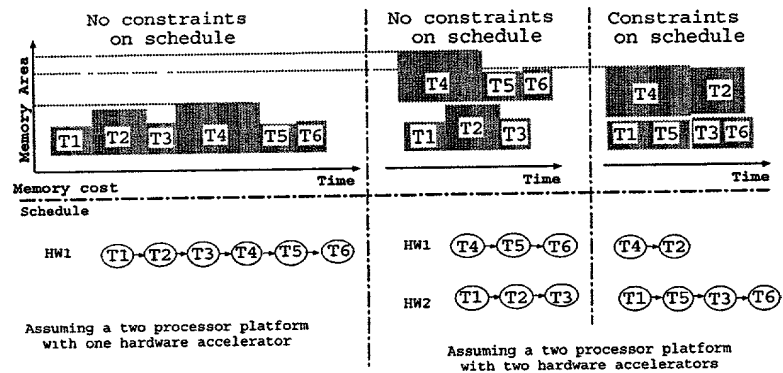 No constraints
on schedule
No constraints
on schedule
Constraints
on schedule
Memory Area
T1
T2
T3
T4
T5
T6
T4
T5
T6
T1
T2
T3
T4
T2
T1
T5
T3
T6
Memory cost
Time
Time
Time
Schedule
HW1
T1
T2
T3
T4
T5
T6
HW1
T4
T5
T6
T4
T2
HW2
T1
T2
T3
T1
T5
T3
T6
Assuming a two processor platform
with one hardware accelerator
Assuming a two processor platform
with two hardware accelerators